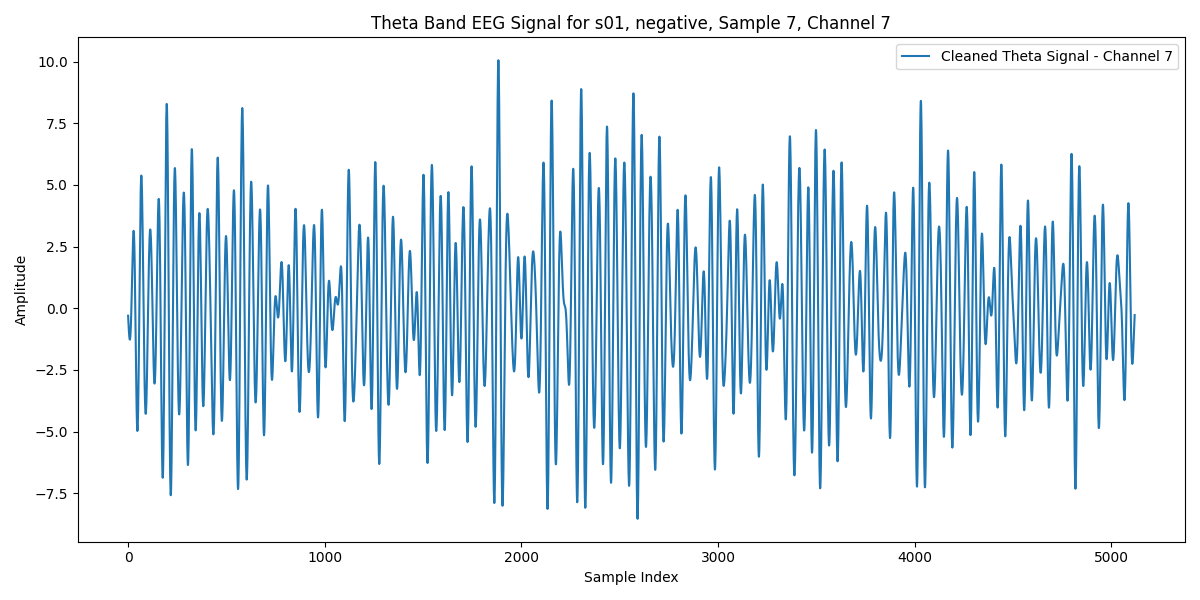 Theta Band EEG Signal for s01, negative, Sample 7, Channel 7
Cleaned Theta Signal - Channel 7
Amplitude
10.0
7.5
5.0
2.5
0.0
−2.5
−5.0
−7.5
0 1000 2000 3000 4000 5000
Sample Index